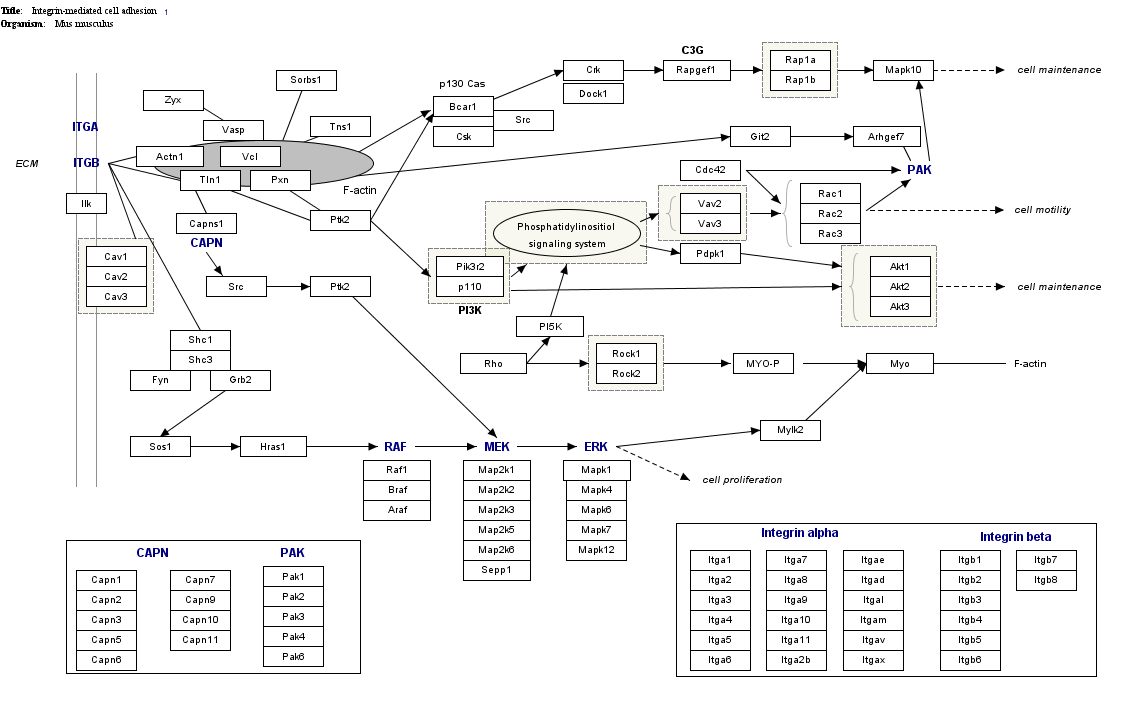 Title: Integrin-mediated cell adhesion 1
Organism: Mus musculus
C3G
Rap1a
Rap1b
Crk
Rapgef1
Mapk10
cell maintenance
Dock1
Sorbs1
p130 Cas
Zyx
Bcar1
Src
Csk
ITGA
Vasp
Tns1
Git2
Arhgef7
ECM
ITGB
Actn1
Vcl
Cdc42
PAK
Tln1
Pxn
F-actin
Ilk
Vav2
Vav3
Rac1
Rac2
Rac3
cell motility
Capns1
CAPN
Ptk2
Phosphatidylinositiol
signaling system
Pdpk1
Cav1
Cav2
Cav3
Src
Ptk2
Pik3r2
p110
PI3K
Akt1
Akt2
Akt3
cell maintenance
PI5K
Shc1
Shc3
Fyn
Grb2
Rho
Rock1
Rock2
MYO-P
Myo
F-actin
Mylk2
Sos1
Hras1
RAF
MEK
ERK
Raf1
Braf
Araf
Map2k1
Map2k2
Map2k3
Map2k5
Map2k6
Sepp1
Mapk1
Mapk4
Mapk6
Mapk7
Mapk12
cell proliferation
CAPN
PAK
Capn1
Capn2
Capn3
Capn5
Capn6
Capn7
Capn9
Capn10
Capn11
Pak1
Pak2
Pak3
Pak4
Pak6
Integrin alpha
Integrin beta
Itga1
Itga2
Itga3
Itga4
Itga5
Itga6
Itga7
Itga8
Itga9
Itga10
Itga11
Itga2b
Itgae
Itgad
Itgal
Itgam
Itgav
Itgax
Itgb1
Itgb2
Itgb3
Itgb4
Itgb5
Itgb6
Itgb7
Itgb8